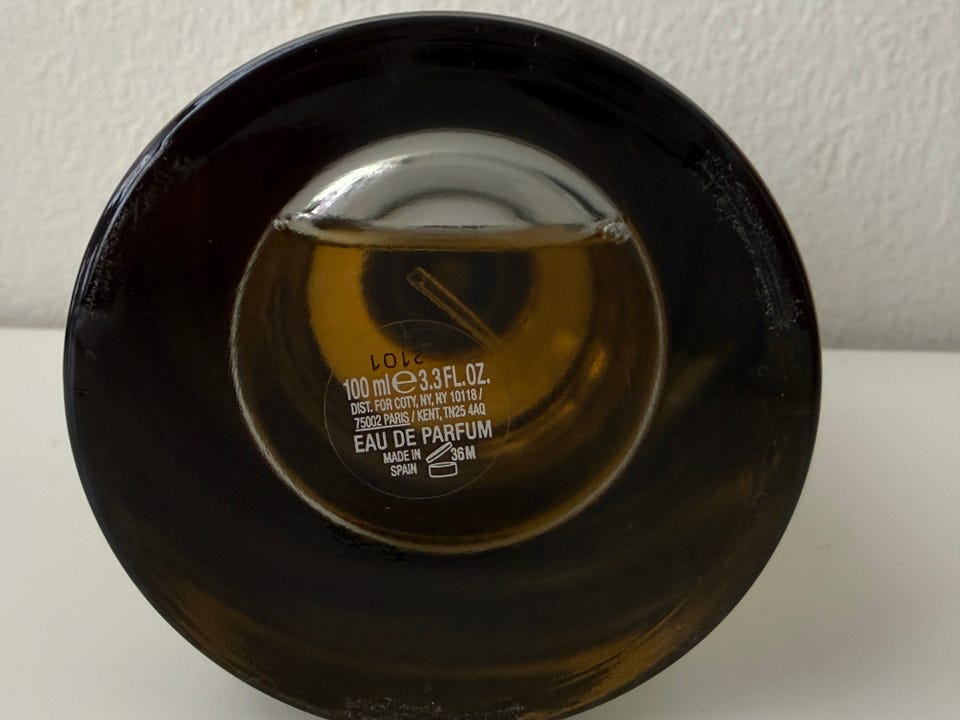 2101
100 ml ℮ 3.3 FL.OZ.
DIST. FOR COTY, NY, NY 10118 /
75002 PARIS / KENT, TN25 4AQ
EAU DE PARFUM
MADE IN
SPAIN
36M